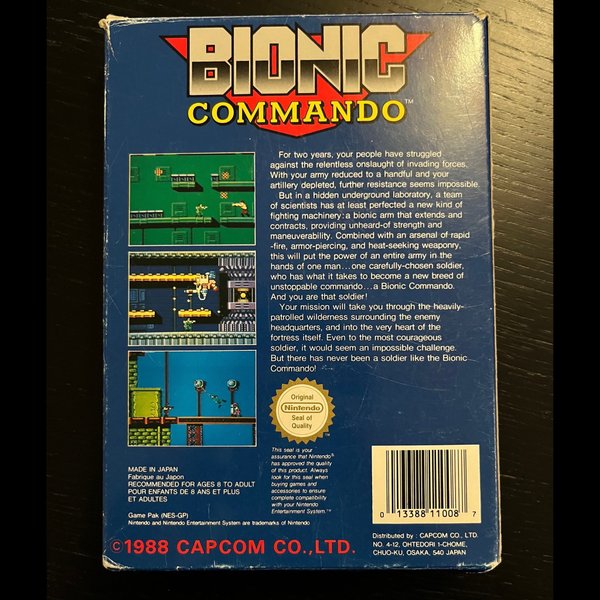 BIONIC
COMMANDO™
For two years, your people have struggled
against the relentless onslaught of invading forces.
With your army reduced to a handful and your
artillery depleted, further resistance seems impossible.
But in a hidden underground laboratory, a team
of scientists has at least perfected a new kind of
fighting machinery: a bionic arm that extends and
contracts, providing unheard-of strength and
maneuverability. Combined with an arsenal of rapid
-fire, armor-piercing, and heat-seeking weaponry,
this will put the power of an entire army in the
hands of one man...one carefully-chosen soldier,
who has what it takes to become a new breed of
unstoppable commando...a Bionic Commando.
And you are that soldier!
Your mission will take you through the heavily-
patrolled wilderness surrounding the enemy
headquarters, and into the very heart of the
fortress itself. Even to the most courageous
soldier, it would seem an impossible challenge.
But there has never been a soldier like the Bionic
Commando!
Original
Nintendo
Seal of
Quality
This seal is your
assurance that Nintendo®
has approved the quality
of this product. Always
look for this seal when
buying games and
accessories to ensure
complete compatibility
with your Nintendo
Entertainment System.™
MADE IN JAPAN
Fabriqué au Japon
RECOMMENDED FOR AGES 8 TO ADULT
POUR ENFANTS DE 8 ANS ET PLUS
ET ADULTES
Game Pak (NES-GP)
Nintendo and Nintendo Entertainment System are trademarks of Nintendo
0 13388 11008 7
©1988 CAPCOM CO.,LTD.
Distributed by : CAPCOM CO., LTD.
NO. 4-12, OHTEDORI 1-CHOME,
CHUO-KU, OSAKA, 540 JAPAN